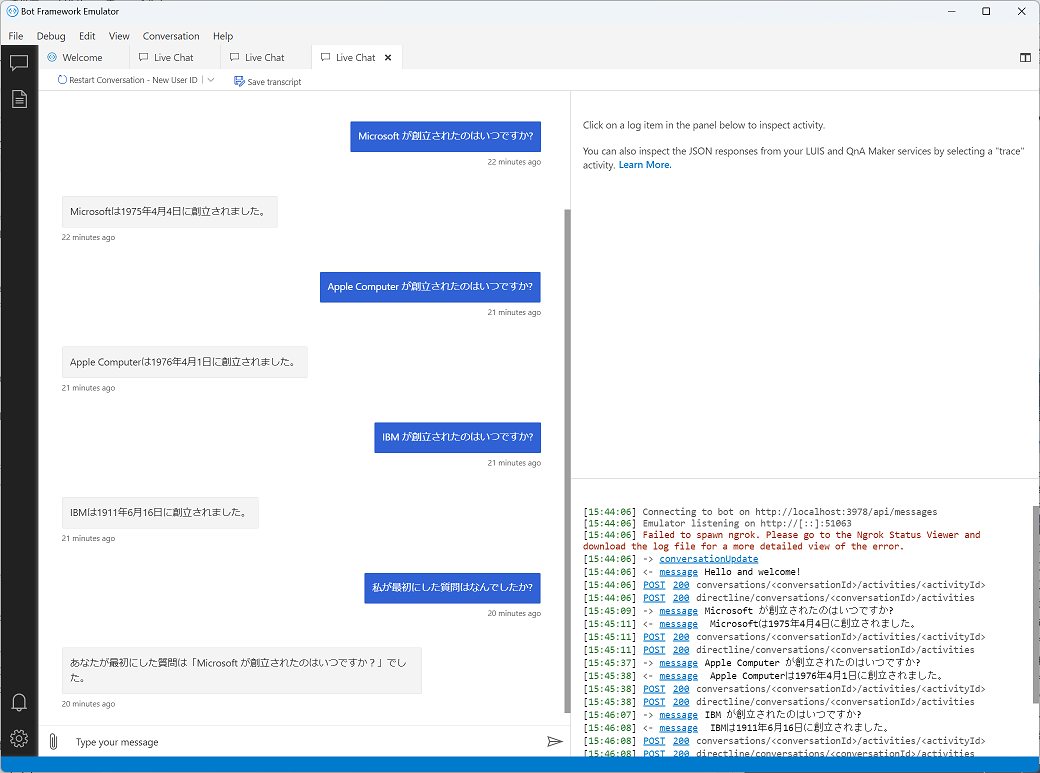 Bot Framework Emulator
File Debug Edit View Conversation Help
Welcome Live Chat Live Chat Live Chat
Restart Conversation - New User ID Save transcript
Microsoft が創立されたのはいつですか?
22 minutes ago
Microsoftは1975年4月4日に創立されました。
22 minutes ago
Apple Computer が創立されたのはいつですか?
21 minutes ago
Apple Computerは1976年4月1日に創立されました。
21 minutes ago
IBM が創立されたのはいつですか?
21 minutes ago
IBMは1911年6月16日に創立されました。
21 minutes ago
私が最初にした質問はなんでしたか?
20 minutes ago
あなたが最初にした質問は「Microsoft が創立されたのはいつですか？」でし
た。
20 minutes ago
Type your message
Click on a log item in the panel below to inspect activity.
You can also inspect the JSON responses from your LUIS and QnA Maker services by selecting a "trace"
activity. Learn More.
[15:44:06] Connecting to bot on http://localhost:3978/api/messages
[15:44:06] Emulator listening on http://[::]:51063
[15:44:06] Failed to spawn ngrok. Please go to the Ngrok Status Viewer and
download the log file for a more detailed view of the error.
[15:44:06] -> conversationUpdate
[15:44:06] <- message Hello and welcome!
[15:44:06] POST 200 conversations/<conversationId>/activities/<activityId>
[15:44:06] POST 200 directline/conversations/<conversationId>/activities
[15:45:09] -> message Microsoft が創立されたのはいつですか?
[15:45:11] <- message Microsoftは1975年4月4日に創立されました。
[15:45:11] POST 200 conversations/<conversationId>/activities/<activityId>
[15:45:11] POST 200 directline/conversations/<conversationId>/activities
[15:45:37] -> message Apple Computer が創立されたのはいつですか?
[15:45:38] <- message Apple Computerは1976年4月1日に創立されました。
[15:45:38] POST 200 conversations/<conversationId>/activities/<activityId>
[15:45:38] POST 200 directline/conversations/<conversationId>/activities
[15:46:07] -> message IBM が創立されたのはいつですか?
[15:46:08] <- message IBMは1911年6月16日に創立されました。
[15:46:08] POST 200 conversations/<conversationId>/activities/<activityId>
[15:46:08] POST 200 directline/conversations/<conversationId>/activities